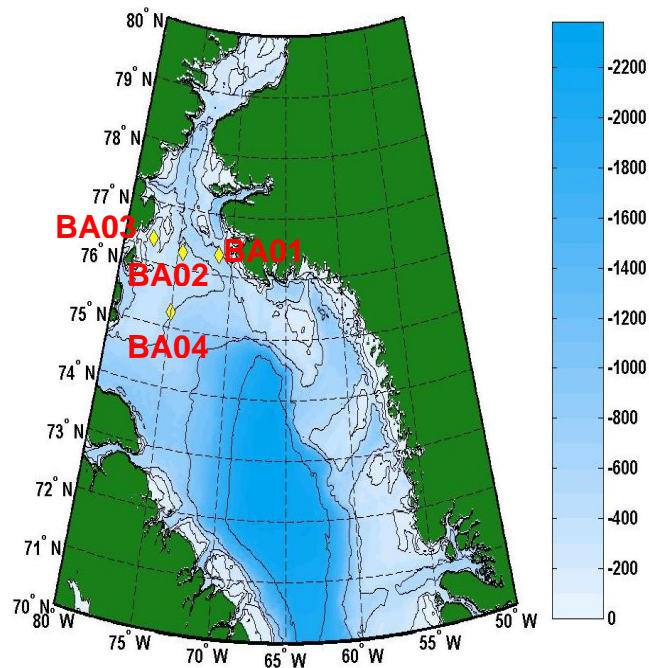 80° N
79° N
78° N
77° N
76° N
75° N
74° N
73° N
72° N
71° N
70° N
80° W
75° W
70° W
65° W
60° W
55° W
50° W
BA03
BA01
BA02
BA04
-2200
-2000
-1800
-1600
-1400
-1200
-1000
-800
-600
-400
-200
0